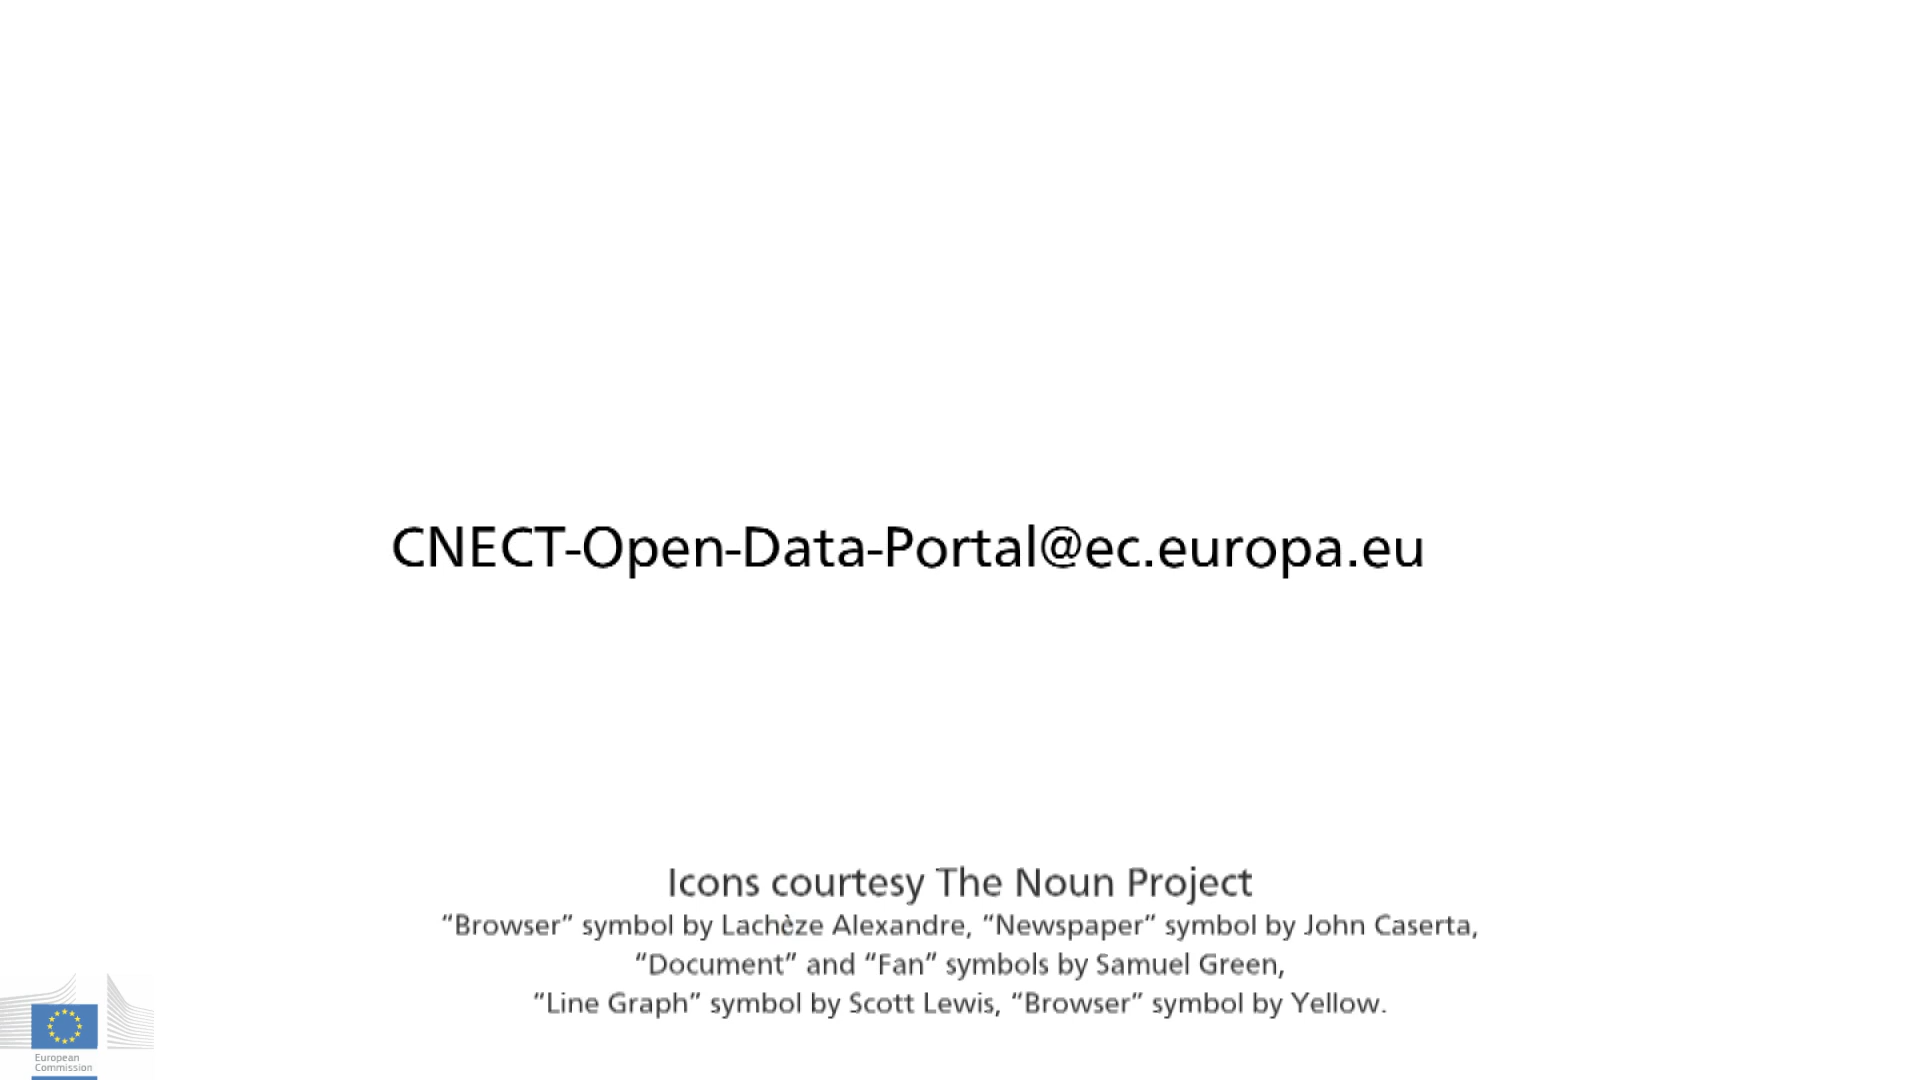 CNECT-Open-Data-Portal@ec.europa.eu
Icons courtesy The Noun Project
“Browser” symbol by Lachèze Alexandre, “Newspaper” symbol by John Caserta,
“Document” and “Fan” symbols by Samuel Green,
“Line Graph” symbol by Scott Lewis, “Browser” symbol by Yellow.
European
Commission